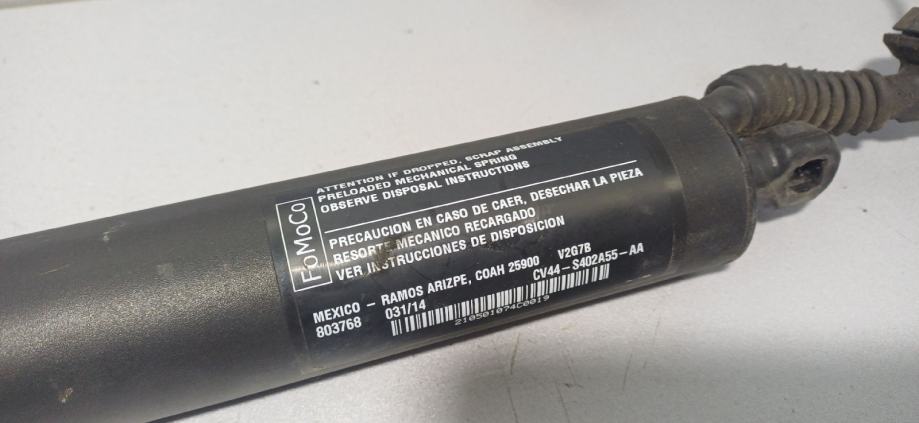 FoMoCo
ATTENTION IF DROPPED, SCRAP ASSEMBLY
PRELOADED MECHANICAL SPRING
OBSERVE DISPOSAL INSTRUCTIONS
PRECAUCION EN CASO DE CAER, DESECHAR LA PIEZA
RESORTE MECANICO RECARGADO
VER INSTRUCCIONES DE DISPOSICION
MEXICO - RAMOS ARIZPE, COAH 25900 V2G7B
803768 031/14 CV44-S402A55-AA
210501074C0019